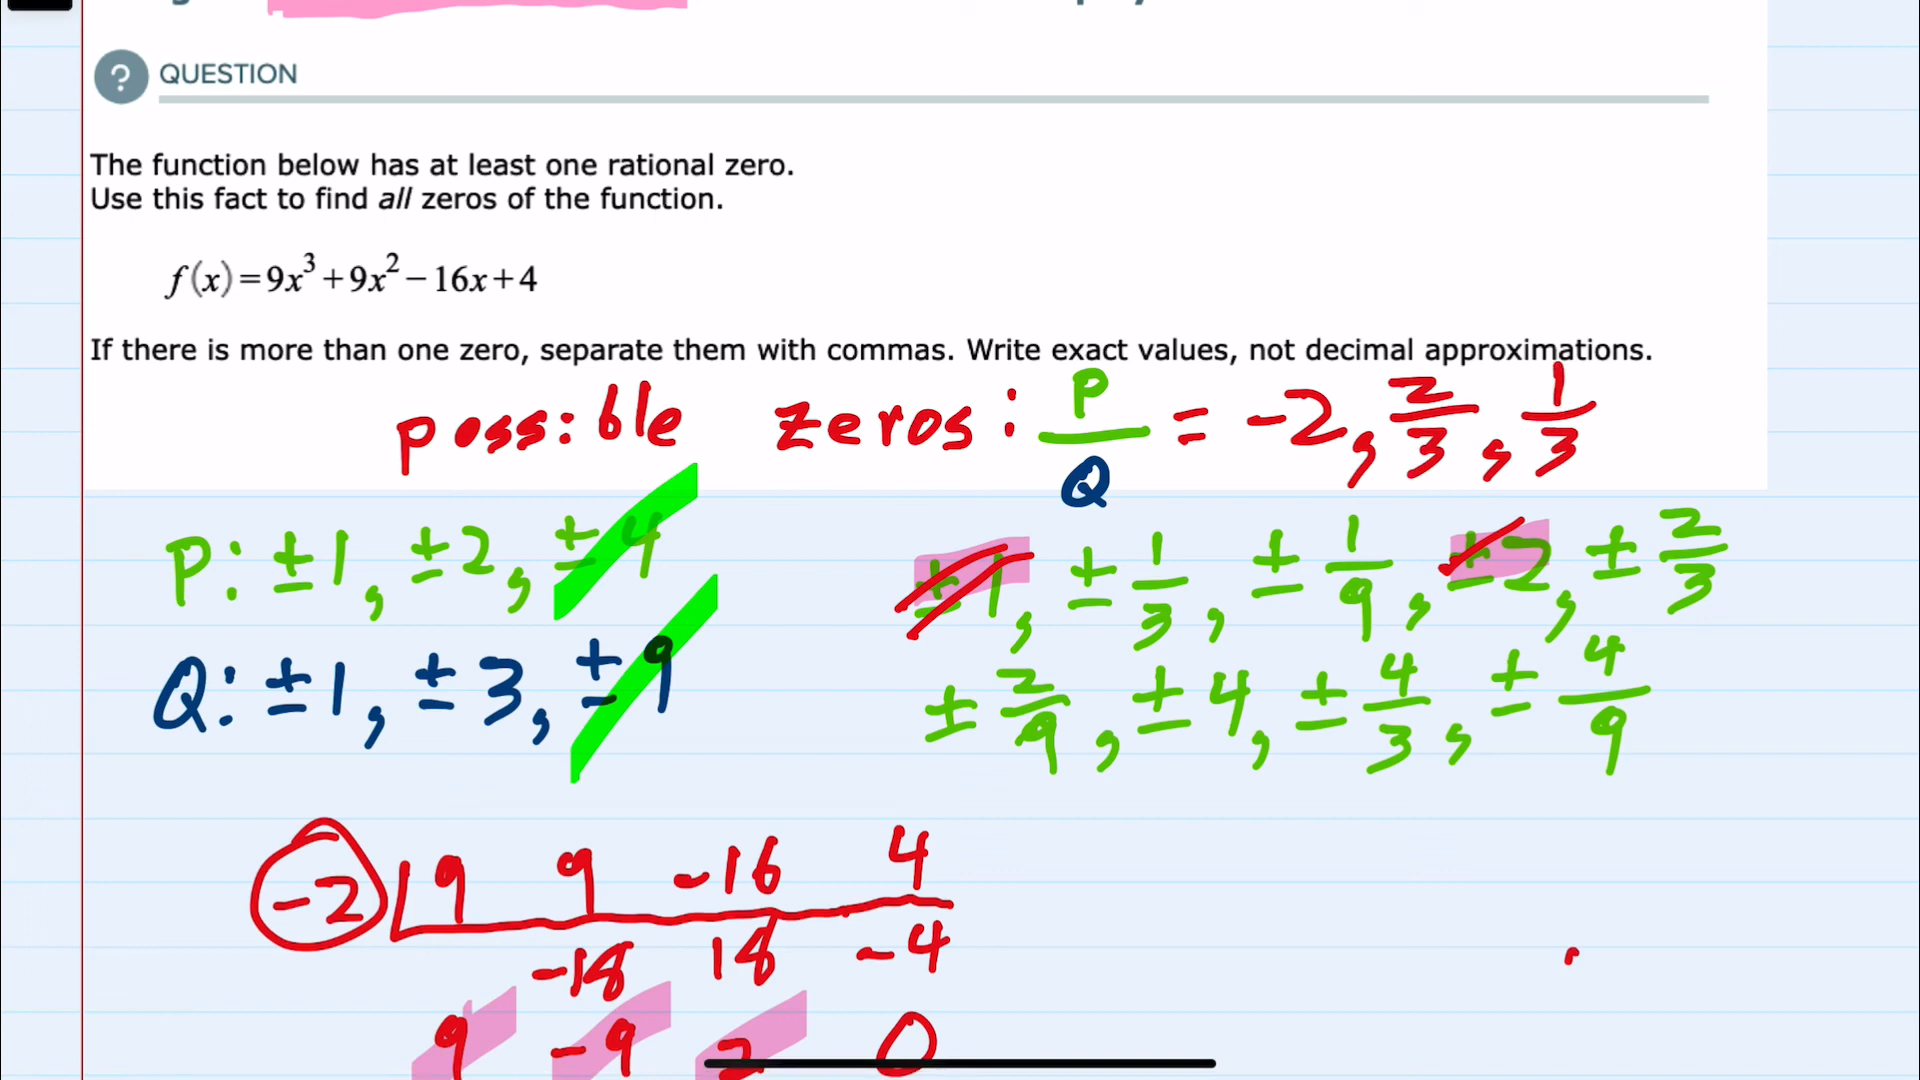 QUESTION
The function below has at least one rational zero.
Use this fact to find all zeros of the function.
f(x)=9x³+9x²−16x+4
If there is more than one zero, separate them with commas. Write exact values, not decimal approximations.
possible zeros: P/Q = -2, 2/3, 1/3
P: ±1, ±2, ±4
±1, ±1/3, ±1/9, ±2, ±2/3
Q: ±1, ±3, ±9
±2/9, ±4, ±4/3, ±4/9
-2 | 9 9 -16 4
-18 18 -4
9 -9 2 0